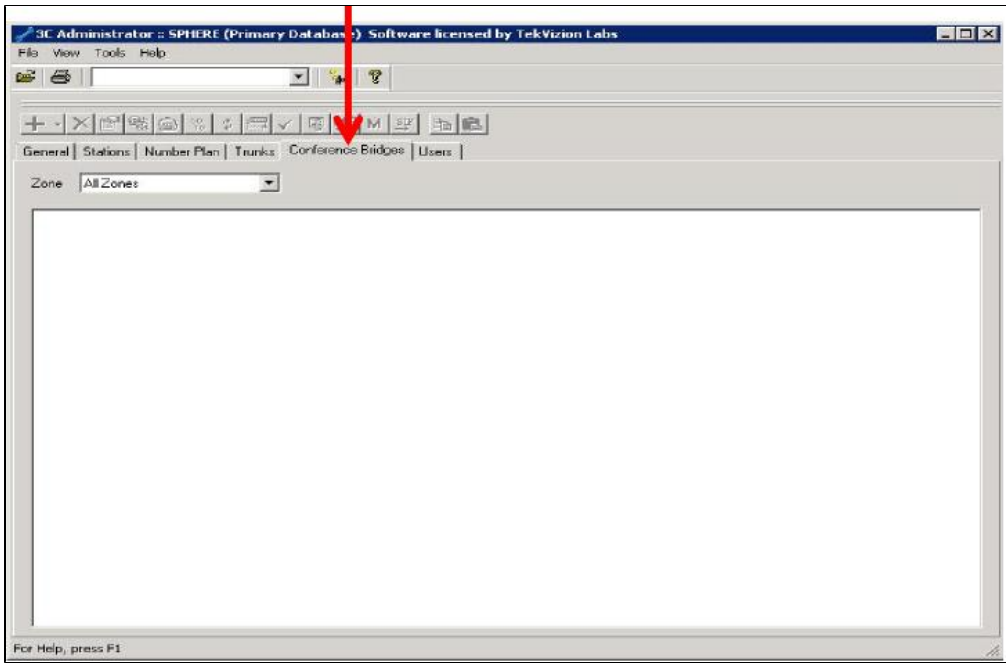 3C Administrator :: SPHERE (Primary Database) Software licensed by TekVizion Labs
File View Tools Help
M
General Stations Number Plan Trunks Conference Bridges Users
Zone All Zones
For Help, press F1